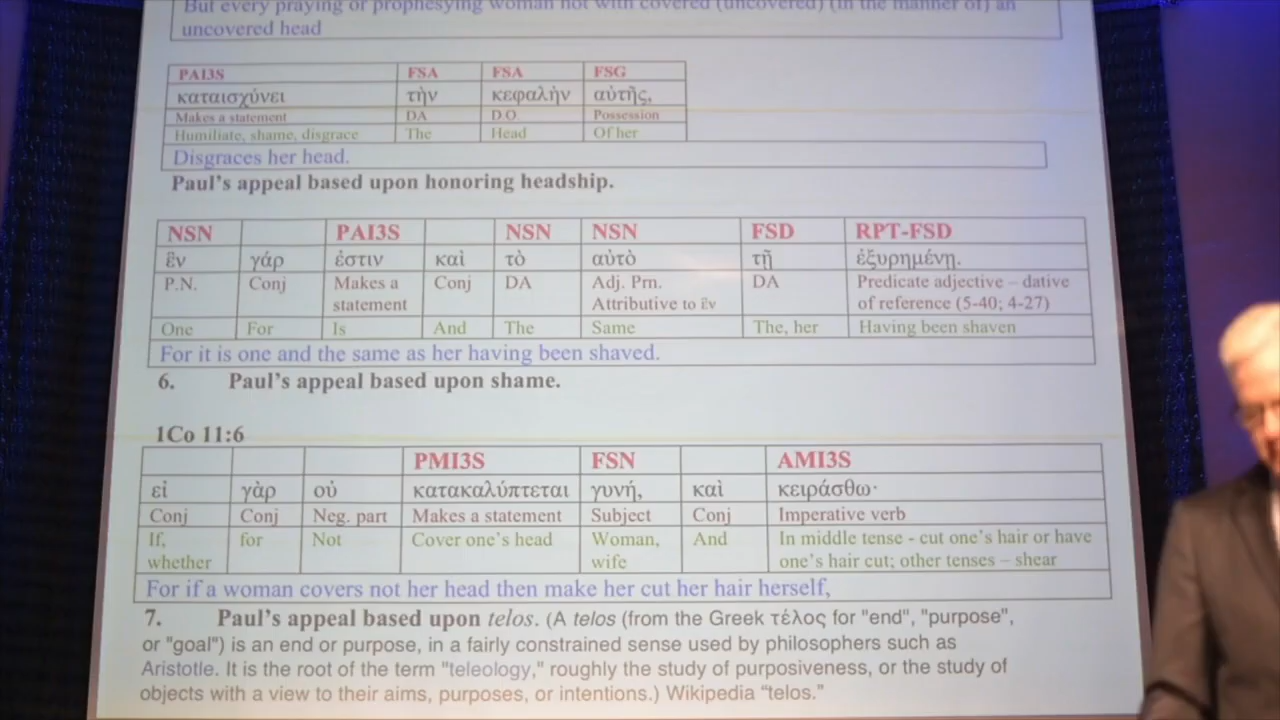 But every praying or prophesying woman not with covered (uncovered) (in the manner of) an
uncovered head
PAI3S FSA FSA FSG
καταισχύνει τὴν κεφαλὴν αὐτῆς,
Makes a statement DA D.O. Possession
Humiliate, shame, disgrace The Head Of her
Disgraces her head.
Paul's appeal based upon honoring headship.
NSN PAI3S NSN NSN FSD RPT-FSD
ἓν γάρ ἐστιν καὶ τὸ αὐτὸ τῇ ἐξυρημένῃ.
P.N. Conj Makes a Conj DA Adj. Prn. DA Predicate adjective – dative
statement Attributive to ἓν of reference (5-40; 4-27)
One For Is And The Same The, her Having been shaven
For it is one and the same as her having been shaved.
6. Paul's appeal based upon shame.
1Co 11:6
PMI3S FSN AMI3S
εἰ γὰρ οὐ κατακαλύπτεται γυνή, καὶ κειράσθω·
Conj Conj Neg. part Makes a statement Subject Conj Imperative verb
If, for Not Cover one's head Woman, And In middle tense - cut one's hair or have
whether wife one's hair cut; other tenses – shear
For if a woman covers not her head then make her cut her hair herself,
7. Paul's appeal based upon telos. (A telos (from the Greek τέλος for "end", "purpose",
or "goal") is an end or purpose, in a fairly constrained sense used by philosophers such as
Aristotle. It is the root of the term "teleology," roughly the study of purposiveness, or the study of
objects with a view to their aims, purposes, or intentions.) Wikipedia "telos."